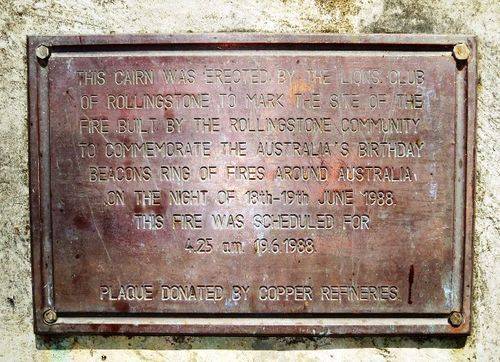 THIS CAIRN WAS ERECTED BY THE LIONS CLUB
OF ROLLINGSTONE TO MARK THE SITE OF THE
FIRE BUILT BY THE ROLLINGSTONE COMMUNITY
TO COMMEMORATE THE AUSTRALIA'S BIRTHDAY
BEACONS RING OF FIRES AROUND AUSTRALIA
ON THE NIGHT OF 18th-19th JUNE 1988.
THIS FIRE WAS SCHEDULED FOR
4.25 a.m. 19.6.1988.
PLAQUE DONATED BY COPPER REFINERIES.